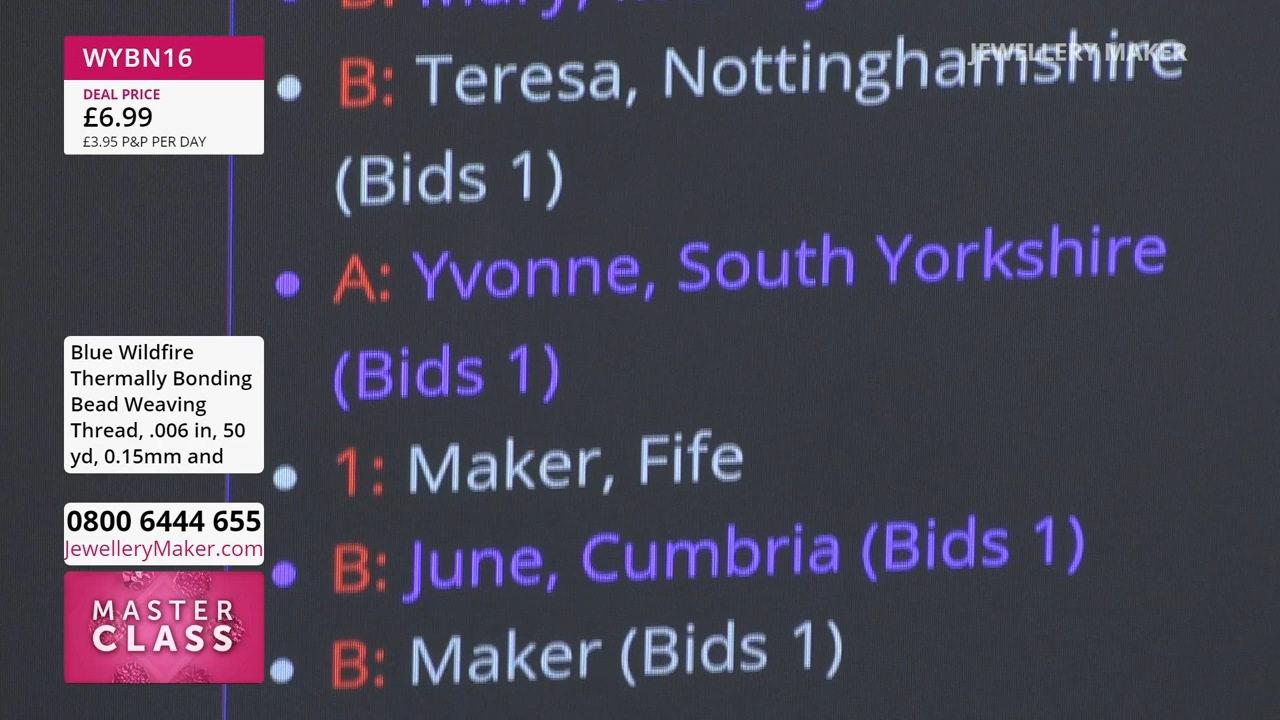 WYBN16
DEAL PRICE
£6.99
£3.95 P&P PER DAY
Blue Wildfire
Thermally Bonding
Bead Weaving
Thread, .006 in, 50
yd, 0.15mm and
0800 6444 655
JewelleryMaker.com
MASTER
CLASS
JEWELLERY MAKER
B: Mary,
B: Teresa, Nottinghamshire
(Bids 1)
A: Yvonne, South Yorkshire
(Bids 1)
1: Maker, Fife
B: June, Cumbria (Bids 1)
B: Maker (Bids 1)